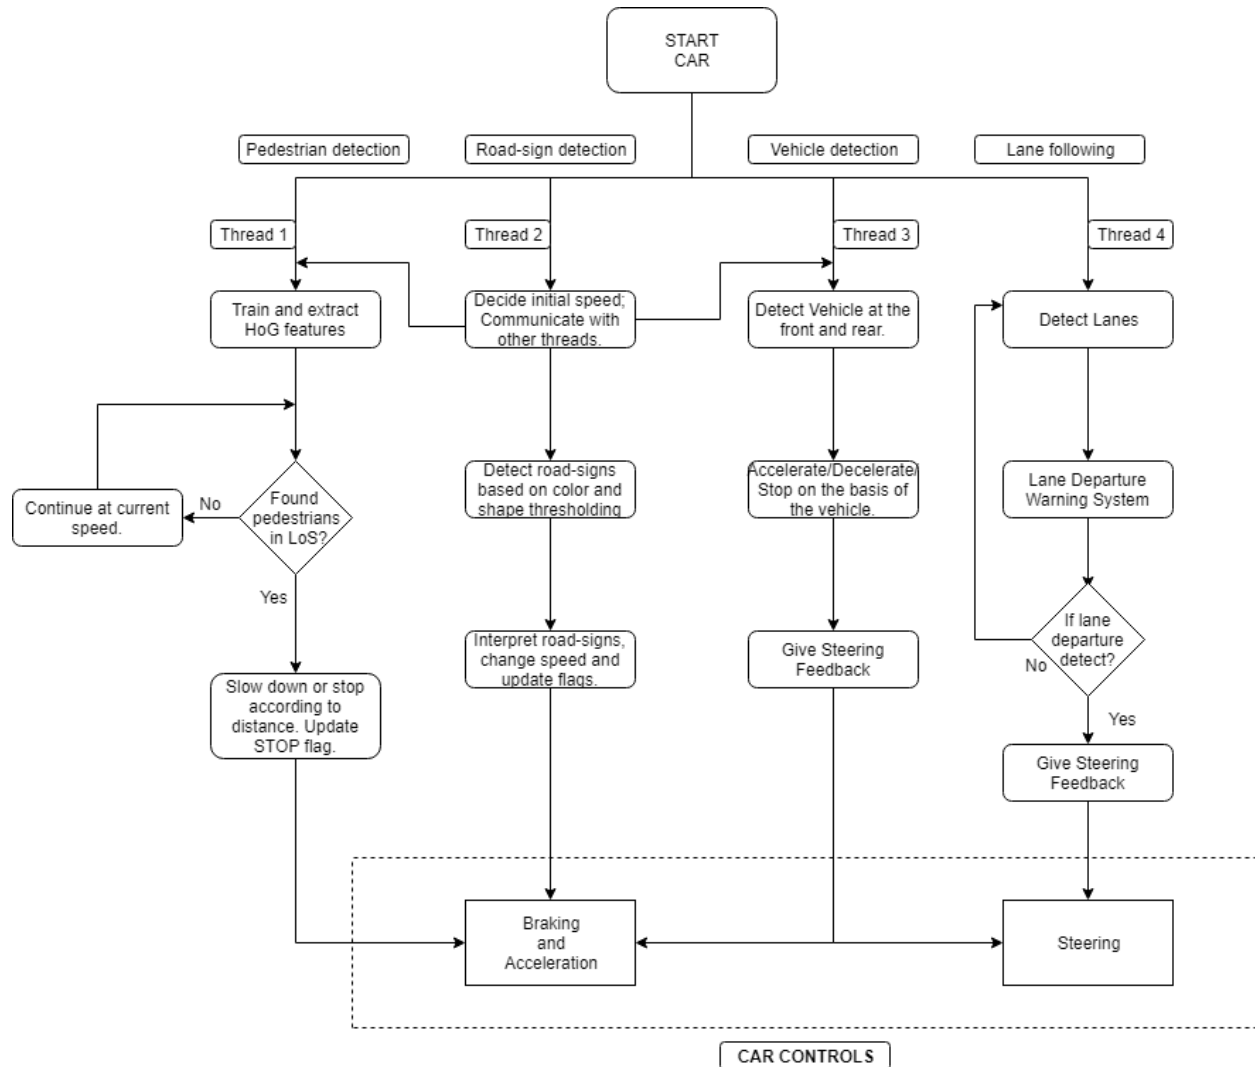 START
CAR
Pedestrian detection
Road-sign detection
Vehicle detection
Lane following
Thread 1
Thread 2
Thread 3
Thread 4
Train and extract
HoG features
Decide initial speed;
Communicate with
other threads.
Detect Vehicle at the
front and rear.
Detect Lanes
Continue at current
speed.
No
Found
pedestrians
in LoS?
Yes
Detect road-signs
based on color and
shape thresholding
Accelerate/Decelerate/
Stop on the basis of
the vehicle.
Lane Departure
Warning System
Slow down or stop
according to
distance. Update
STOP flag.
Interpret road-signs,
change speed and
update flags.
Give Steering
Feedback
If lane
departure
detect?
No
Yes
Give Steering
Feedback
Braking
and
Acceleration
Steering
CAR CONTROLS